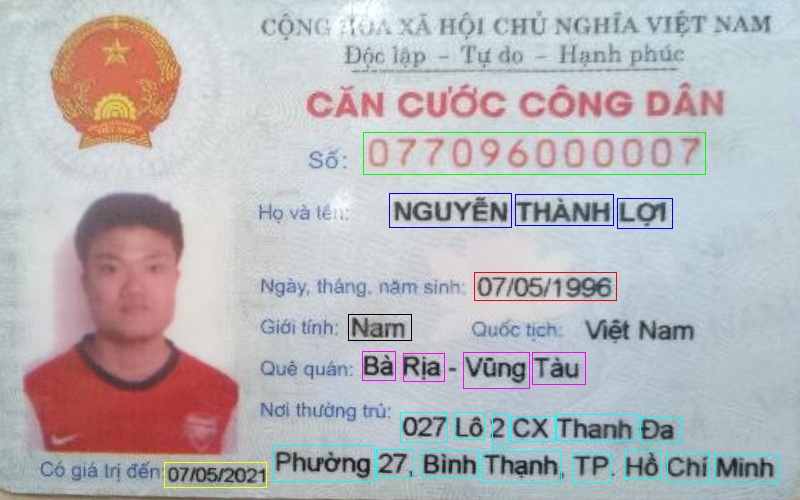 CỘNG HÒA XÃ HỘI CHỦ NGHĨA VIỆT NAM
Độc lập - Tự do - Hạnh phúc
CĂN CƯỚC CÔNG DÂN
Số: 077096000007
Họ và tên: NGUYỄN THÀNH LỢI
Ngày, tháng, năm sinh: 07/05/1996
Giới tính: Nam Quốc tịch: Việt Nam
Quê quán: Bà Rịa - Vũng Tàu
Nơi thường trú: 027 Lô 2 CX Thanh Đa
Phường 27, Bình Thạnh, TP. Hồ Chí Minh
Có giá trị đến 07/05/2021